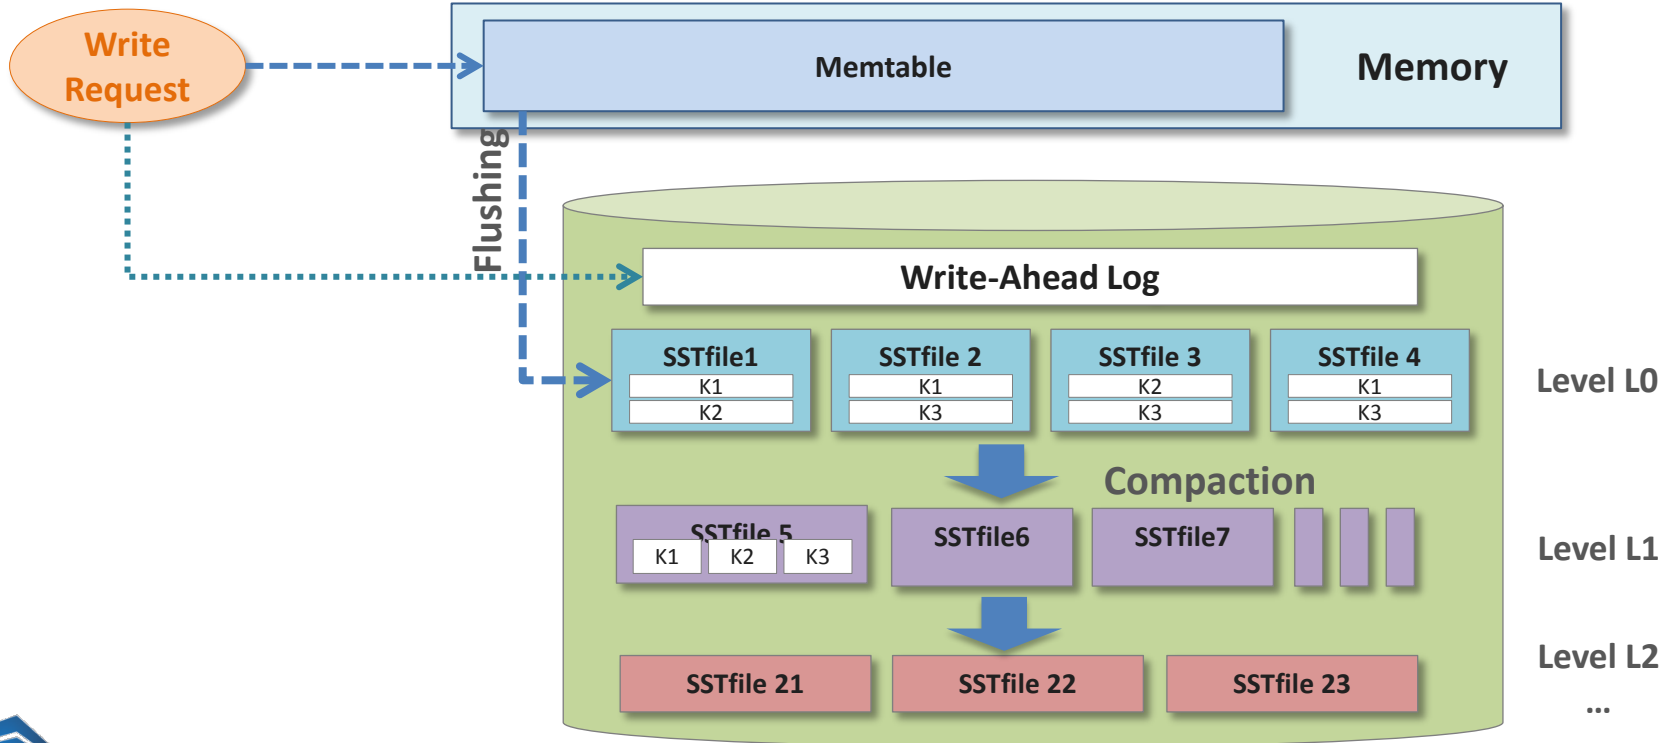 Write
Request
Memtable
Memory
Flushing
Write-Ahead Log
SSTfile1
K1
K2
SSTfile 2
K1
K3
SSTfile 3
K2
K3
SSTfile 4
K1
K3
Level L0
Compaction
SSTfile 5
K1
K2
K3
SSTfile6
SSTfile7
Level L1
SSTfile 21
SSTfile 22
SSTfile 23
Level L2
...